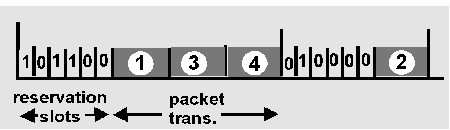 1 0 1 1 0 0 1 3 4 0 1 0 0 0 0 2
reservation slots
packet trans.